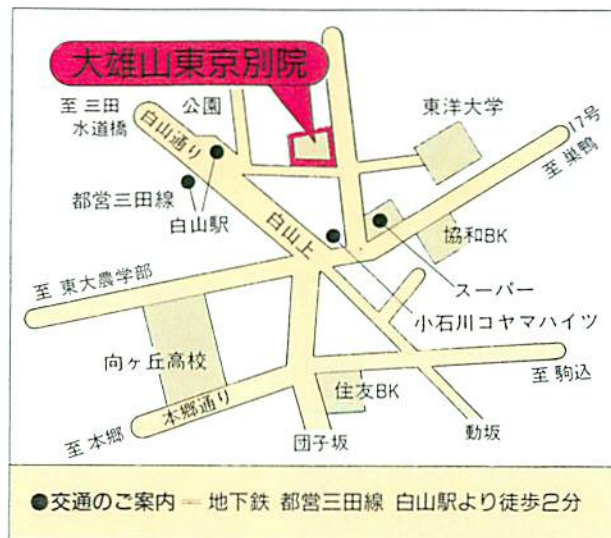 大雄山東京別院
至 三田
水道橋
公園
白山通り
東洋大学
17号
至 巣鴨
都営三田線
白山駅
白山上
協和BK
スーパー
小石川コヤマハイツ
至 東大農学部
向ヶ丘高校
本郷通り
至 本郷
住友BK
至 駒込
団子坂
動坂
●交通のご案内 ― 地下鉄 都営三田線 白山駅より徒歩2分